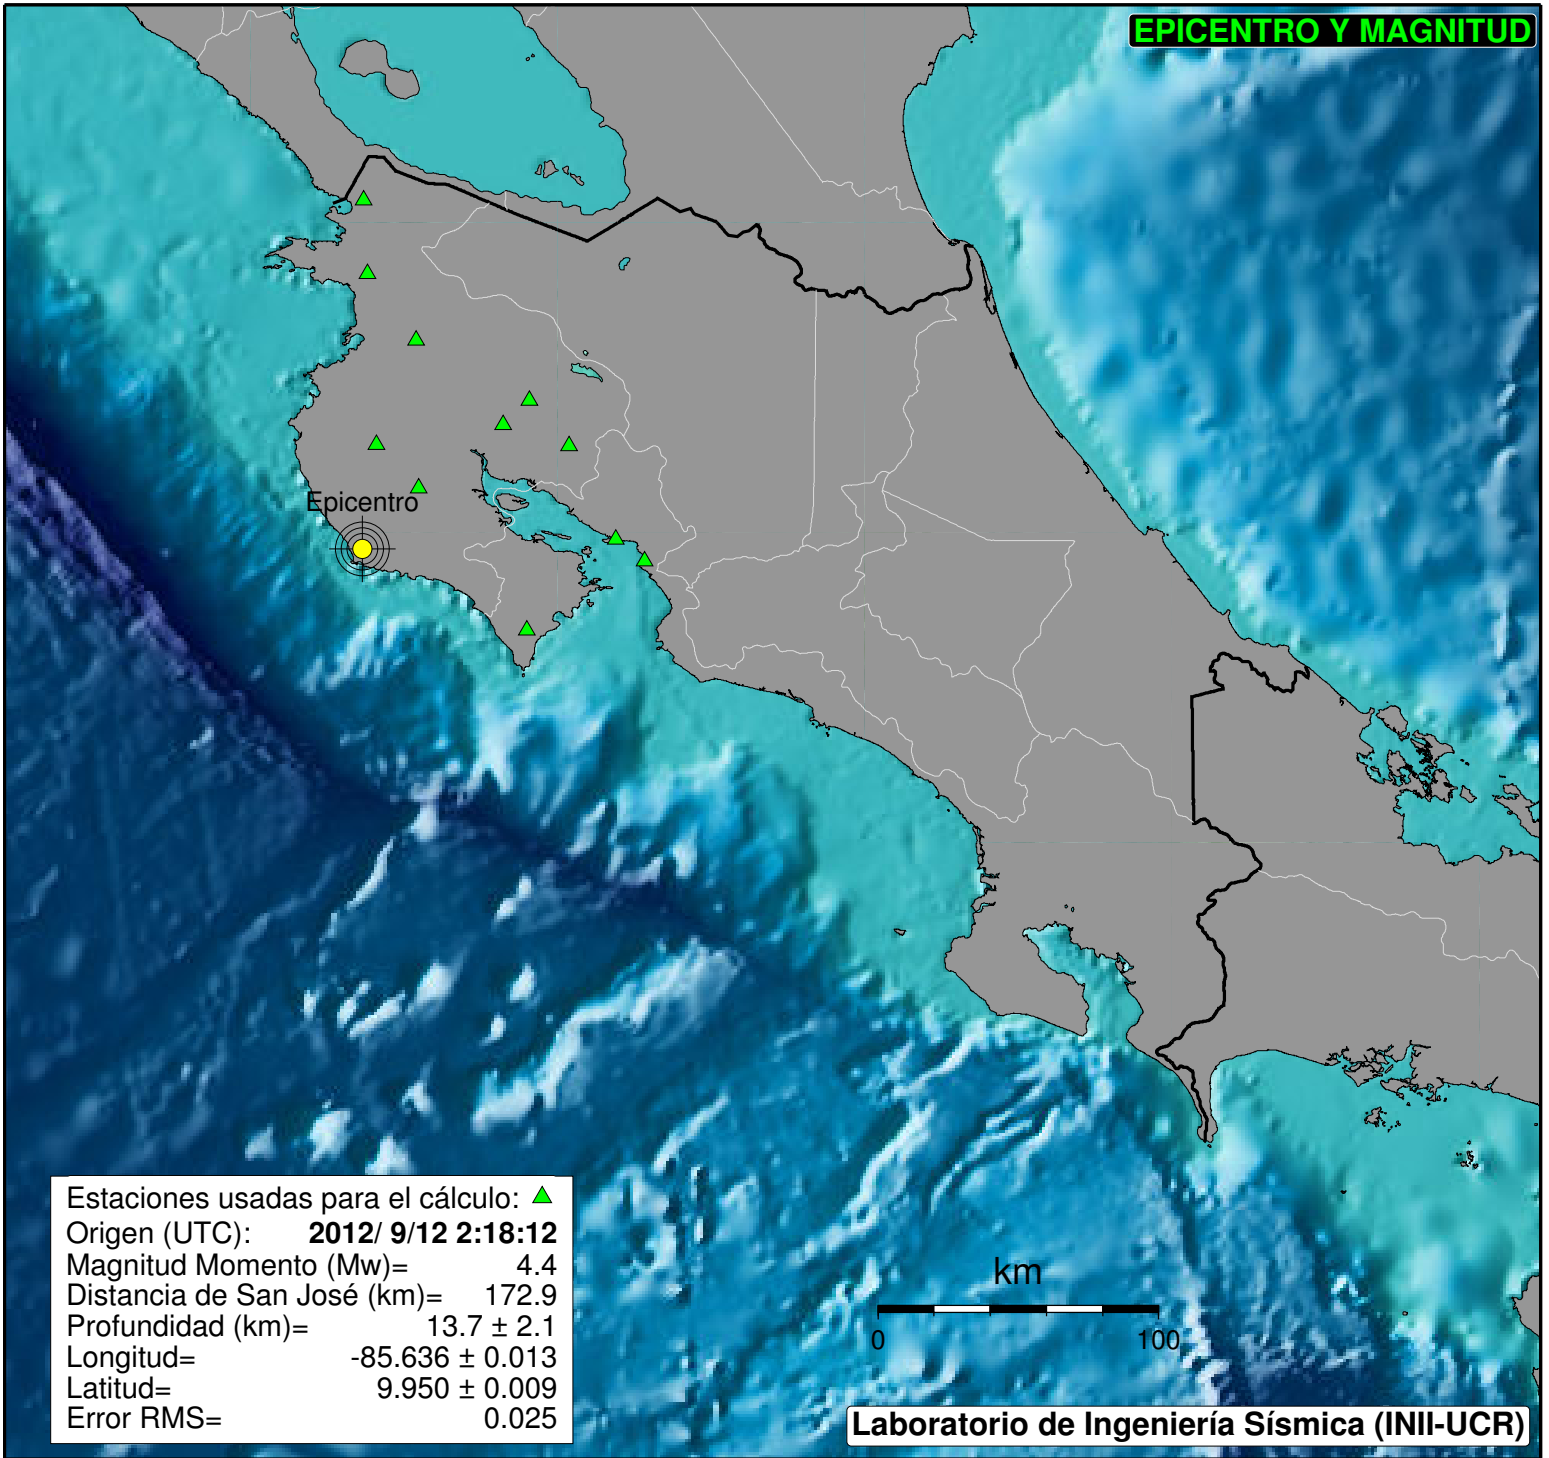 EPICENTRO Y MAGNITUD
Epicentro
Estaciones usadas para el cálculo:
Origen (UTC): 2012/ 9/12 2:18:12
Magnitud Momento (Mw)= 4.4
Distancia de San José (km)= 172.9
Profundidad (km)= 13.7 ± 2.1
Longitud= -85.636 ± 0.013
Latitud= 9.950 ± 0.009
Error RMS= 0.025
km
0 100
Laboratorio de Ingeniería Sísmica (INII-UCR)